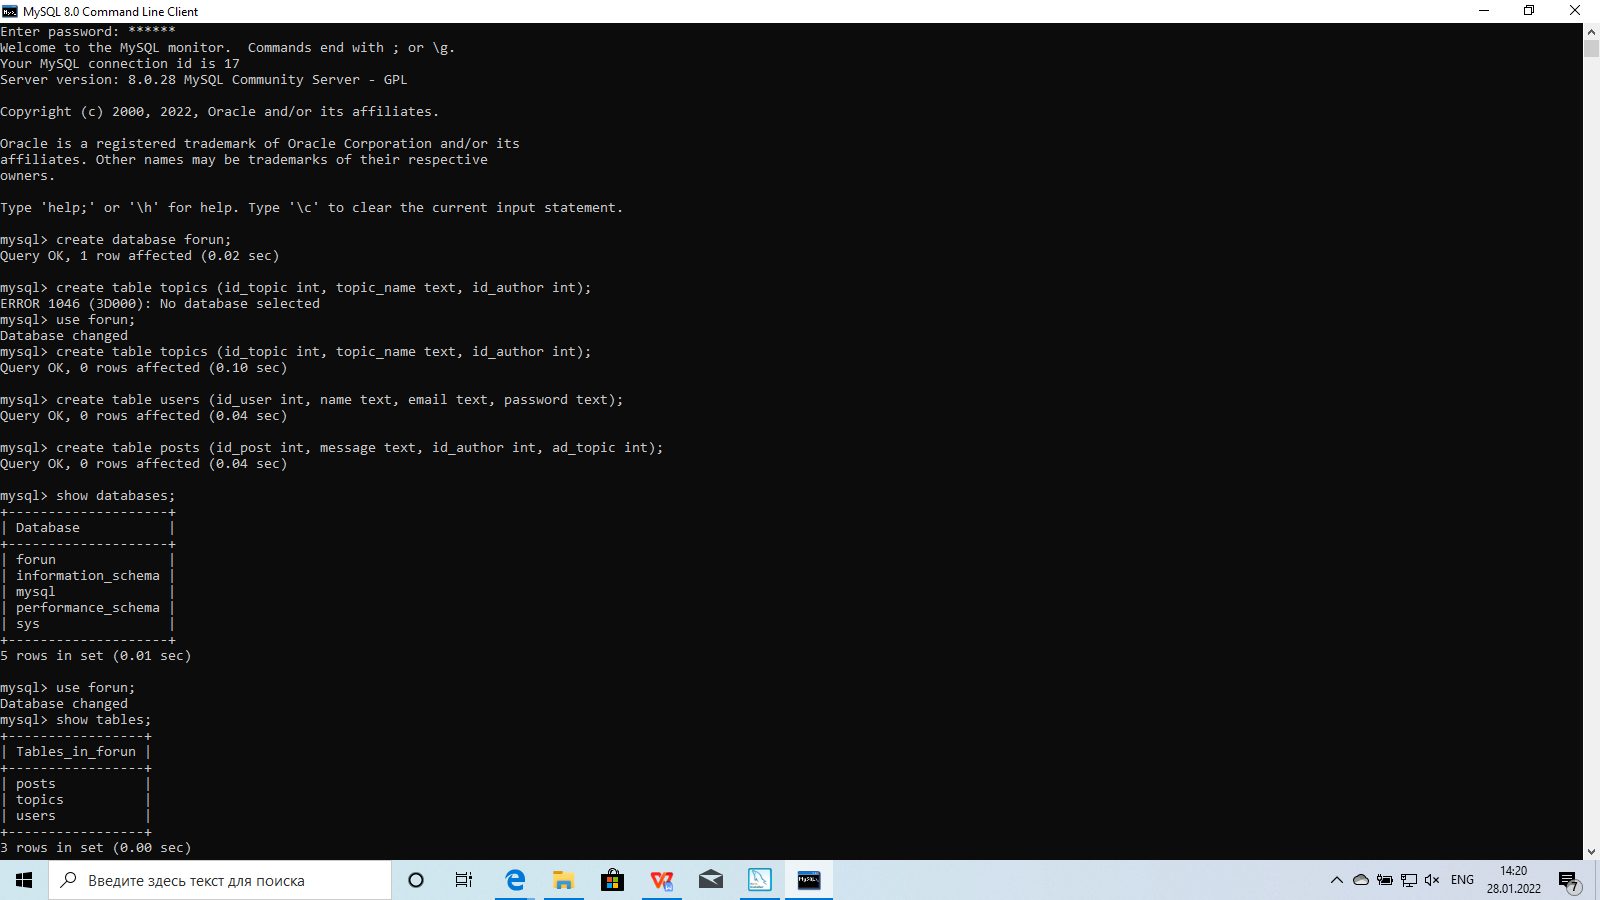 MySQL 8.0 Command Line Client
Enter password: ******
Welcome to the MySQL monitor.  Commands end with ; or \g.
Your MySQL connection id is 17
Server version: 8.0.28 MySQL Community Server - GPL
Copyright (c) 2000, 2022, Oracle and/or its affiliates.
Oracle is a registered trademark of Oracle Corporation and/or its
affiliates. Other names may be trademarks of their respective
owners.
Type 'help;' or '\h' for help. Type '\c' to clear the current input statement.
mysql> create database forun;
Query OK, 1 row affected (0.02 sec)
mysql> create table topics (id_topic int, topic_name text, id_author int);
ERROR 1046 (3D000): No database selected
mysql> use forun;
Database changed
mysql> create table topics (id_topic int, topic_name text, id_author int);
Query OK, 0 rows affected (0.10 sec)
mysql> create table users (id_user int, name text, email text, password text);
Query OK, 0 rows affected (0.04 sec)
mysql> create table posts (id_post int, message text, id_author int, ad_topic int);
Query OK, 0 rows affected (0.04 sec)
mysql> show databases;
+--------------------+
| Database           |
+--------------------+
| forun              |
| information_schema |
| mysql              |
| performance_schema |
| sys                |
+--------------------+
5 rows in set (0.01 sec)
mysql> use forun;
Database changed
mysql> show tables;
+-----------------+
| Tables_in_forun |
+-----------------+
| posts           |
| topics          |
| users           |
+-----------------+
3 rows in set (0.00 sec)
Введите здесь текст для поиска
ENG
14:20
28.01.2022
7